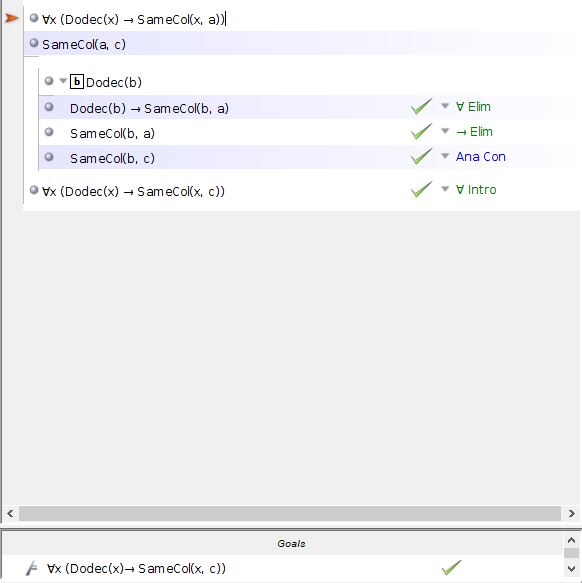 ∀x (Dodec(x) → SameCol(x, a))
SameCol(a, c)
b Dodec(b)
Dodec(b) → SameCol(b, a) ∀ Elim
SameCol(b, a) → Elim
SameCol(b, c) Ana Con
∀x (Dodec(x) → SameCol(x, c)) ∀ Intro
Goals
∀x (Dodec(x)→ SameCol(x, c))